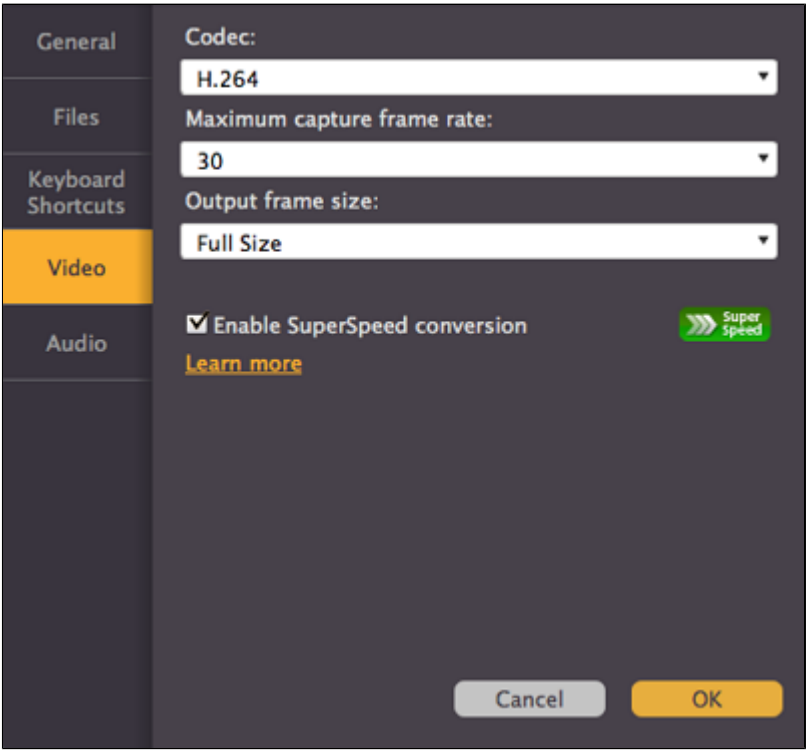 General
Files
Keyboard
Shortcuts
Video
Audio
Codec:
H.264
Maximum capture frame rate:
30
Output frame size:
Full Size
Enable SuperSpeed conversion
Super
Speed
Learn more
Cancel
OK